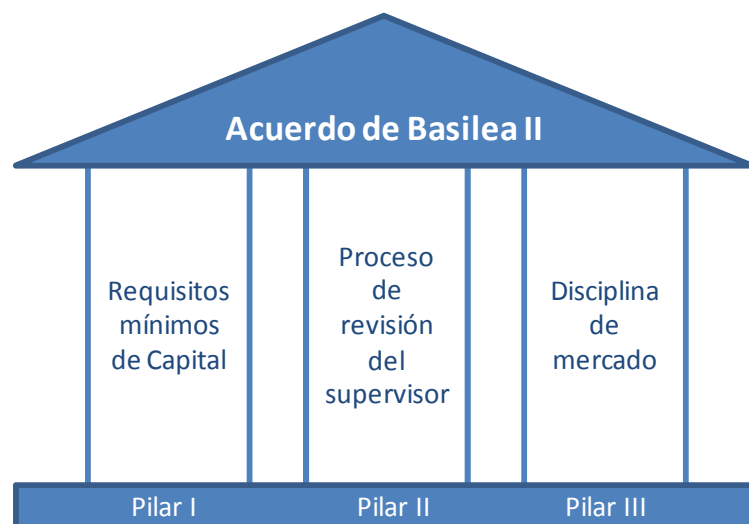 Acuerdo de Basilea II
Requisitos
mínimos
de Capital
Proceso
de
revisión
del
supervisor
Disciplina
de
mercado
Pilar I
Pilar II
Pilar III